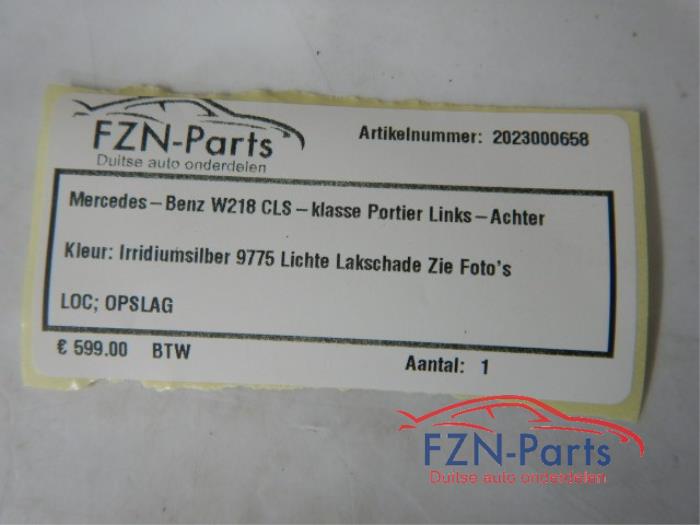 FZN-Parts
Duitse auto onderdelen
Artikelnummer: 2023000658
Mercedes-Benz W218 CLS-klasse Portier Links-Achter
Kleur: Irridiumsilber 9775 Lichte Lakschade Zie Foto's
LOC; OPSLAG
€ 599.00 BTW
Aantal: 1
FZN-Parts
Duitse auto onderdelen